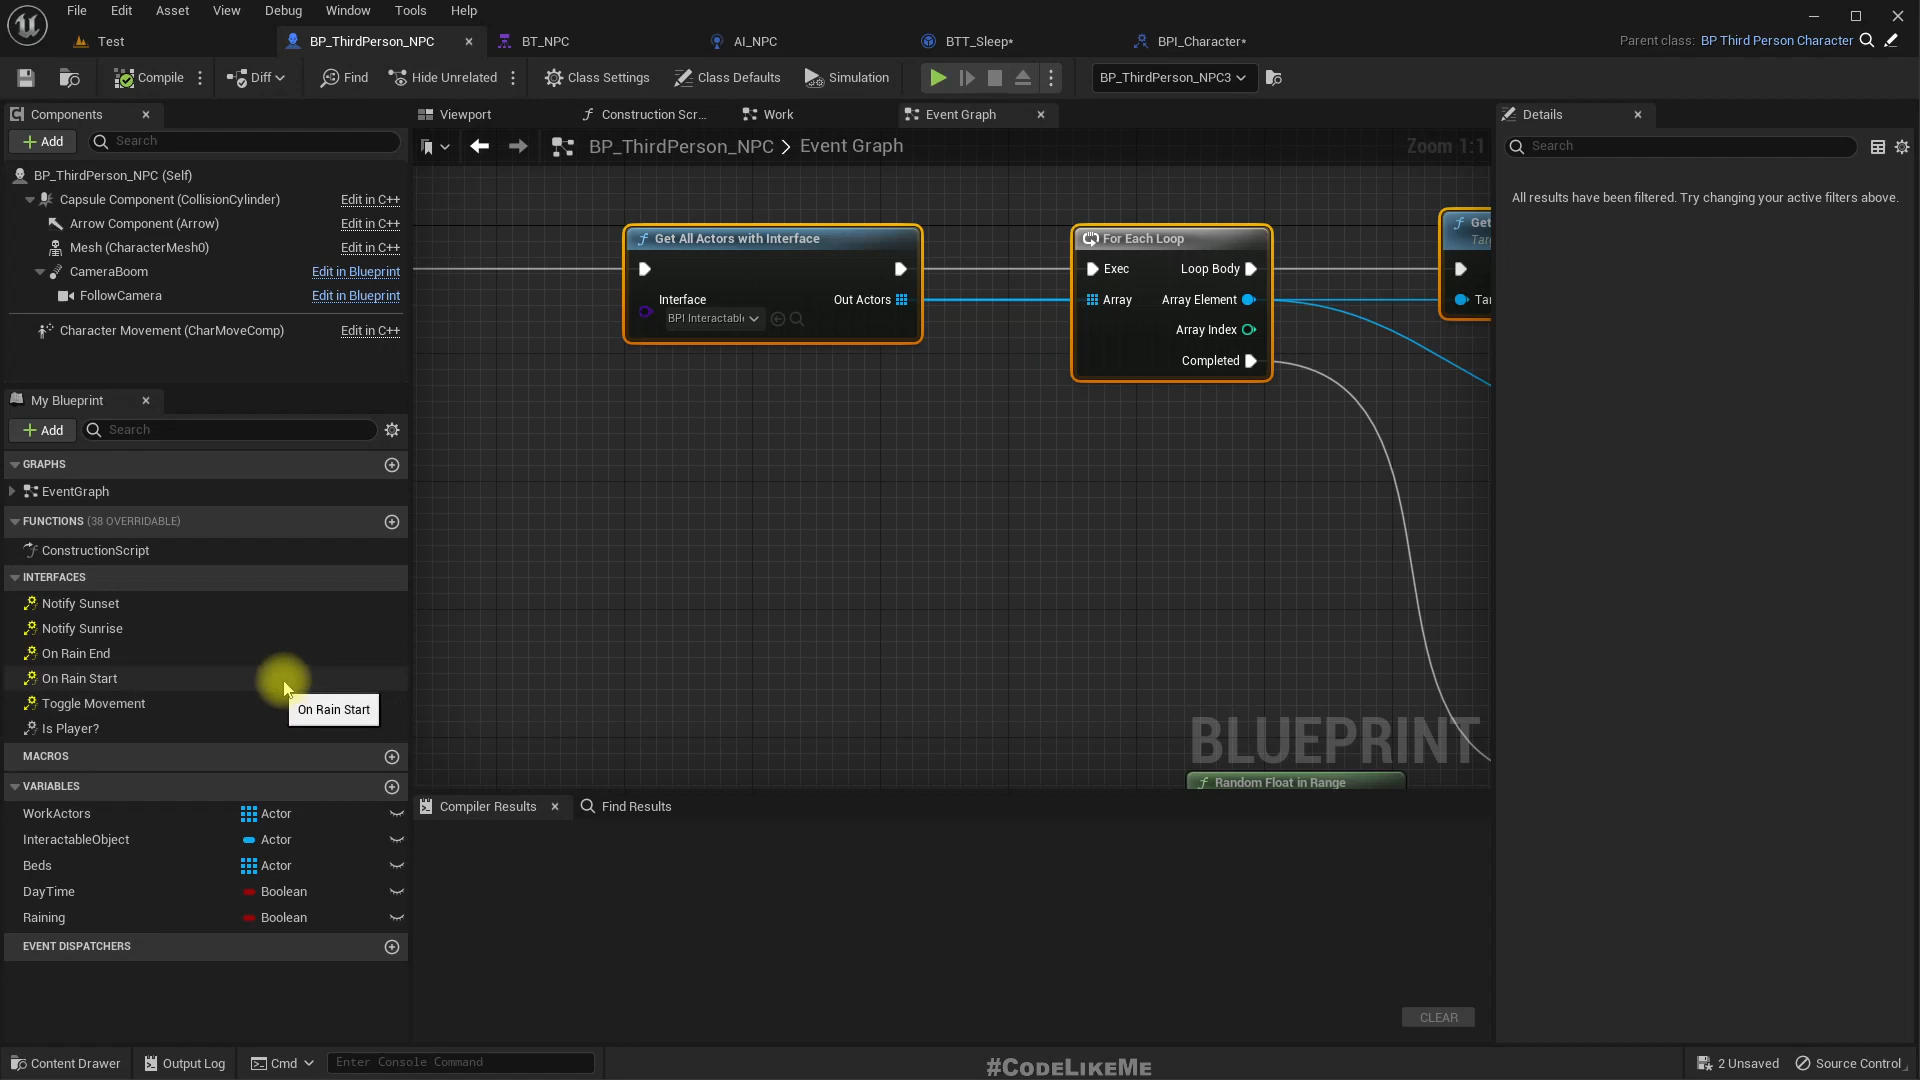 File Edit Asset View Debug Window Tools Help
Test BP_ThirdPerson_NPC BT_NPC AI_NPC BTT_Sleep* BPI_Character* Parent class: BP Third Person Character
Compile Diff Find Hide Unrelated Class Settings Class Defaults Simulation BP_ThirdPerson_NPC3
Components Viewport Construction Scr... Work Event Graph Details
Add Search BP_ThirdPerson_NPC > Event Graph Zoom 1:1 Search
BP_ThirdPerson_NPC (Self)
Capsule Component (CollisionCylinder) Edit in C++
Arrow Component (Arrow) Edit in C++
Mesh (CharacterMesh0) Edit in C++
CameraBoom Edit in Blueprint
FollowCamera Edit in Blueprint
Character Movement (CharMoveComp) Edit in C++
All results have been filtered. Try changing your active filters above.
Get All Actors with Interface
Interface Out Actors
BPI Interactabl
For Each Loop
Exec Loop Body
Array Array Element
Array Index
Completed
Get
Tar
My Blueprint
Add Search
GRAPHS
EventGraph
FUNCTIONS (38 OVERRIDABLE)
ConstructionScript
INTERFACES
Notify Sunset
Notify Sunrise
On Rain End
On Rain Start
On Rain Start
Toggle Movement
Is Player?
MACROS
VARIABLES
WorkActors Actor
InteractableObject Actor
Beds Actor
DayTime Boolean
Raining Boolean
EVENT DISPATCHERS
BLUEPRINT
Random Float in Range
Compiler Results Find Results
CLEAR
Content Drawer Output Log Cmd Enter Console Command #CodeLikeMe 2 Unsaved Source Control